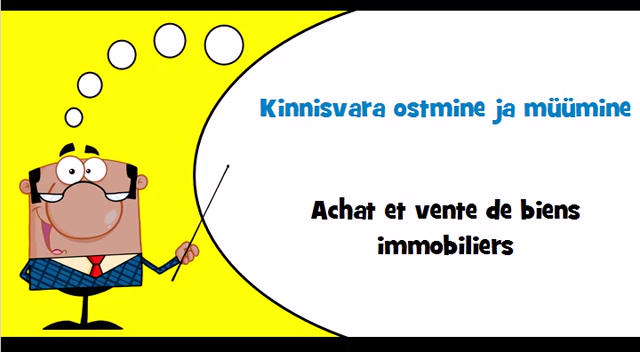 Kinnisvara ostmine ja müümine
Achat et vente de biens
immobiliers